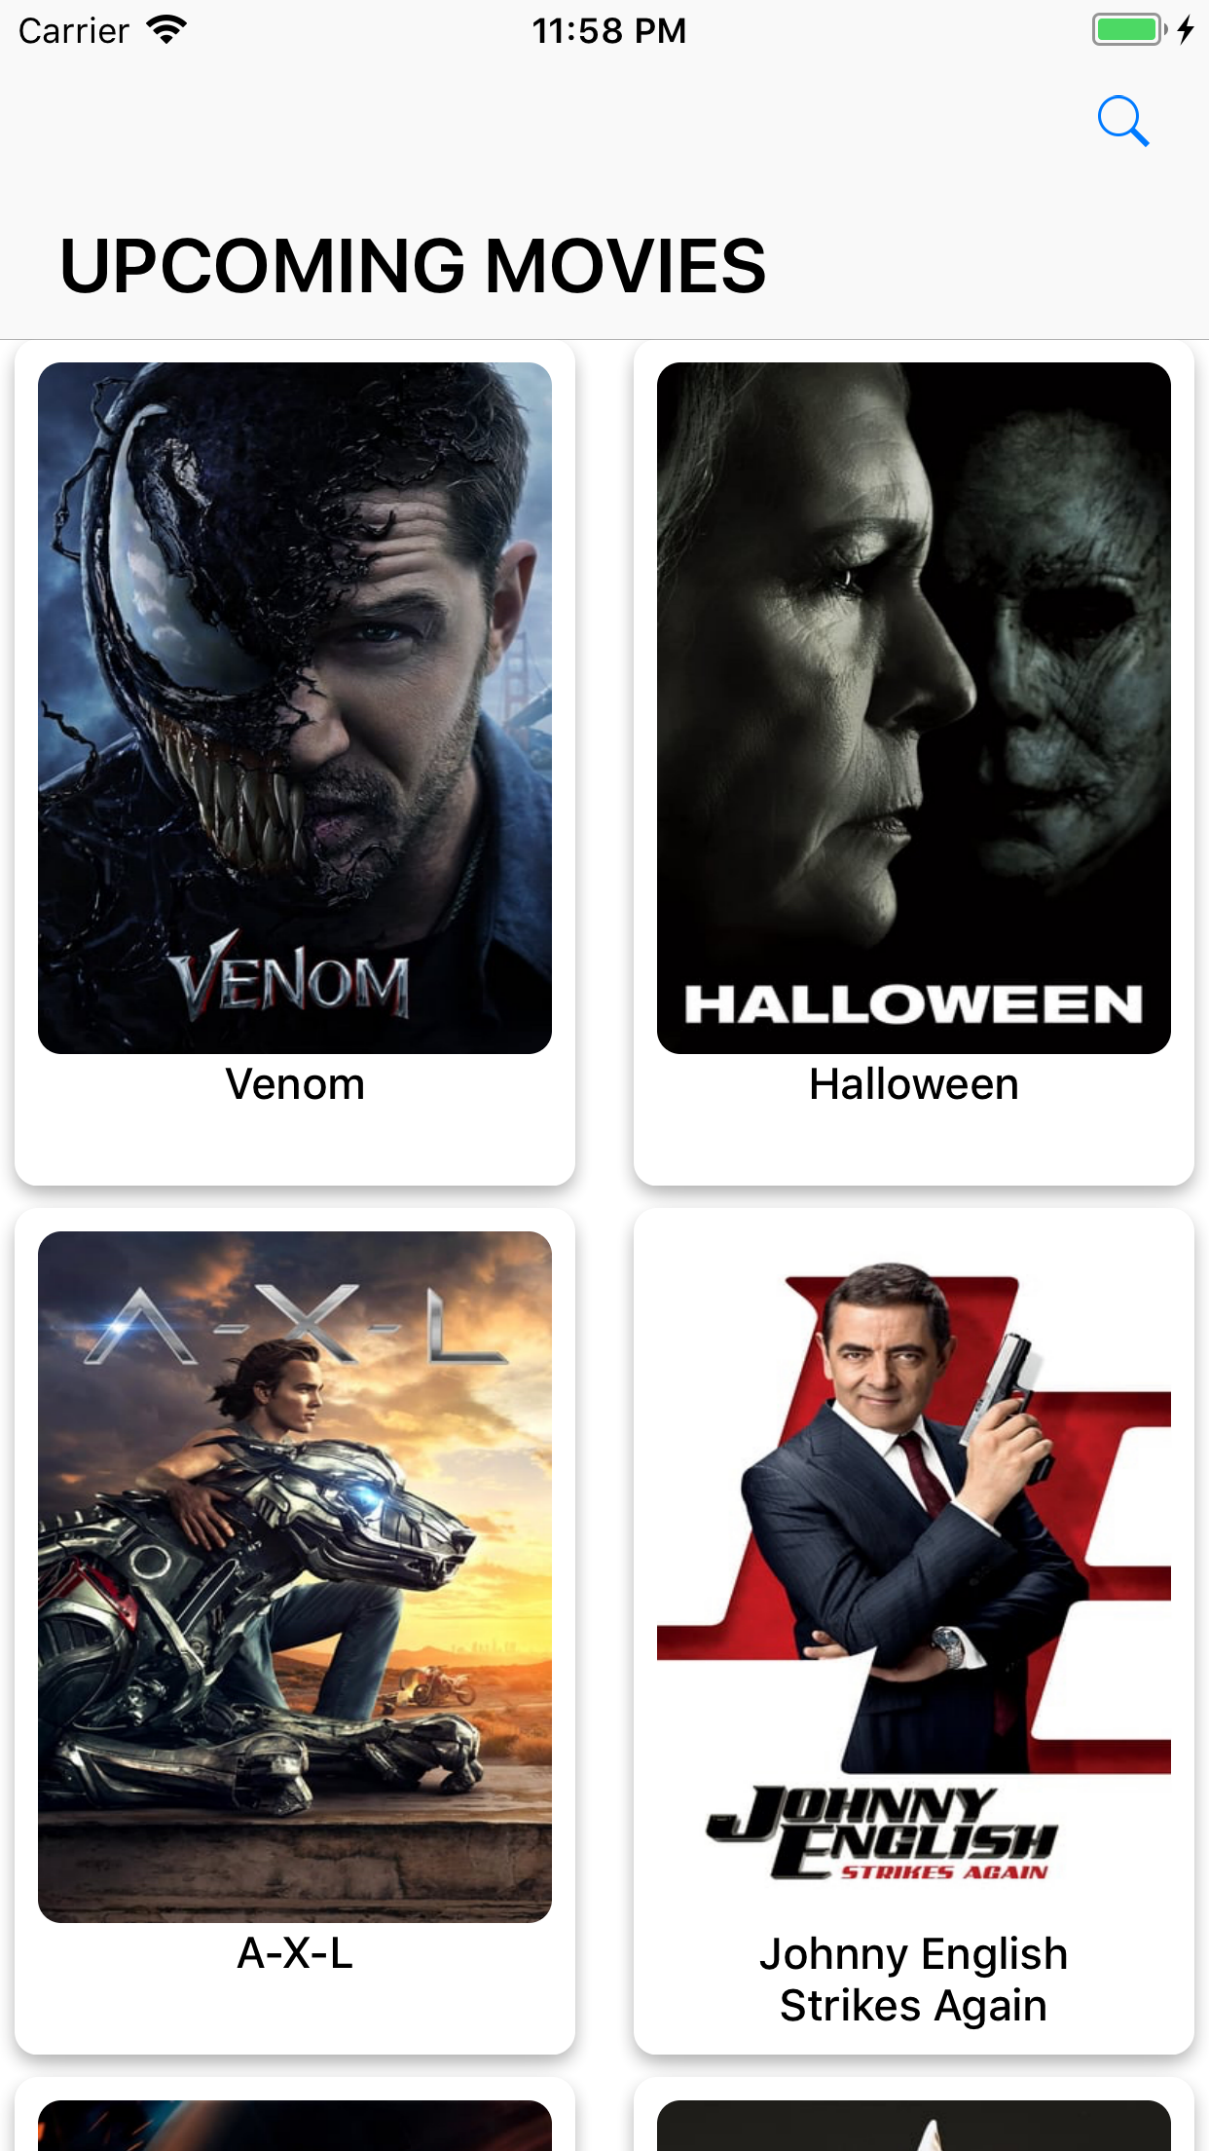 Carrier 11:58 PM
UPCOMING MOVIES
VENOM
Venom
HALLOWEEN
Halloween
A-X-L
A-X-L
JOHNNY
ENGLISH
STRIKES AGAIN
Johnny English
Strikes Again